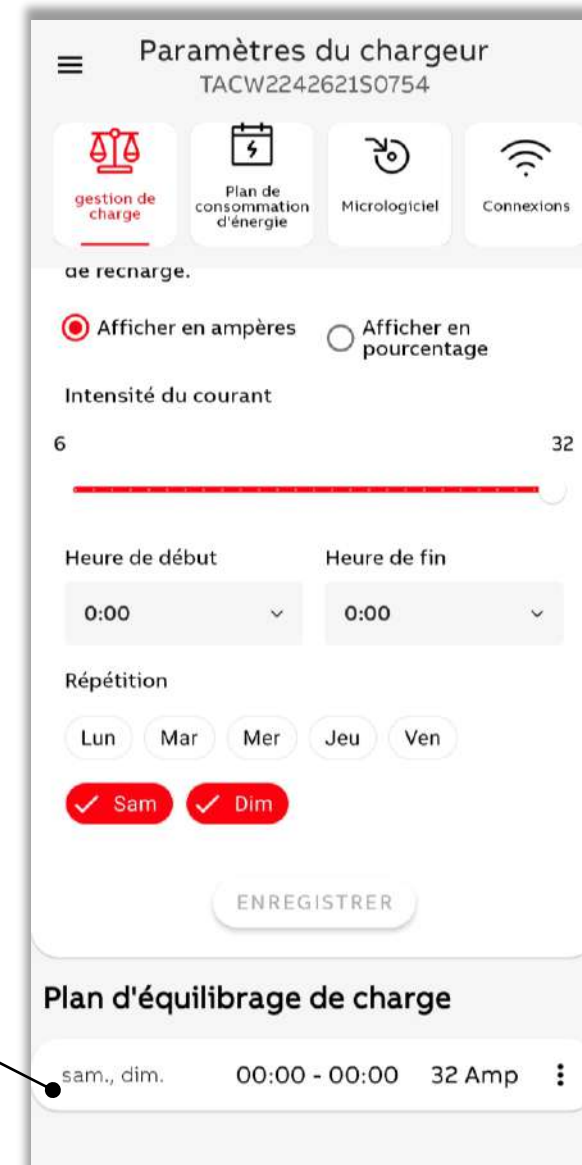 Paramètres du chargeur
TACW2242621S0754
gestion de
charge
Plan de
consommation
d'énergie
Micrologiciel
Connexions
de recharge.
Afficher en ampères
Afficher en
pourcentage
Intensité du courant
6 32
Heure de début Heure de fin
0:00 0:00
Répétition
Lun Mar Mer Jeu Ven
Sam Dim
ENREGISTRER
Plan d'équilibrage de charge
sam., dim. 00:00 - 00:00 32 Amp